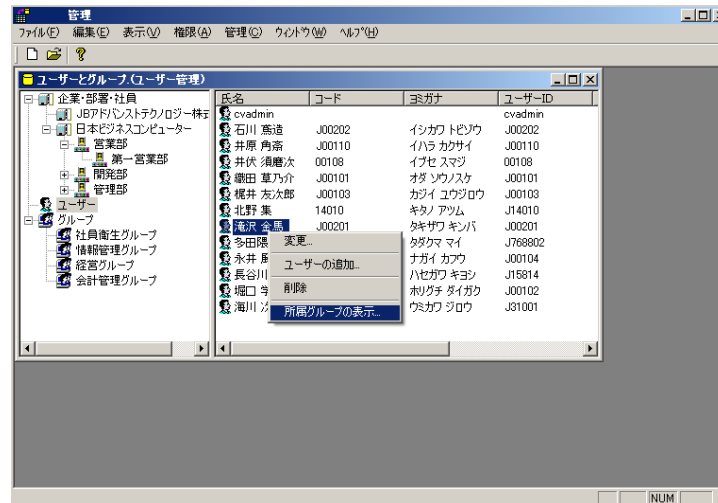 管理
ファイル(F) 編集(E) 表示(V) 権限(A) 管理(C) ウィンドウ(W) ヘルプ(H)
ユーザーとグループ.(ユーザー管理)
企業・部署・社員
JBアドバンストテクノロジー株式
日本ビジネスコンピューター
営業部
第一営業部
開発部
管理部
ユーザー
グループ
社員衛生グループ
情報管理グループ
経営グループ
会計管理グループ
氏名 コード ヨミガナ ユーザーID
cvadmin cvadmin
石川 鳶造 J00202 イシカワ トビゾウ J00202
井原 角斎 J00110 イハラ カクサイ J00110
井伏 須磨次 00108 イブセ スマジ 00108
織田 草乃介 J00101 オダ ソウノスケ J00101
梶井 友次郎 J00103 カジイ ユウジロウ J00103
北野 集 14010 キタノ アツム J14010
滝沢 金馬 J00201 タキザワ キンバ J00201
多田隈 タダクマ マイ J768802
永井 ナガイ カフウ J00104
長谷川 ハセガワ キヨシ J15814
堀口 ホリグチ ダイガク J00102
海川 ウミカワ ジロウ J31001
変更...
ユーザーの追加...
削除
所属グループの表示...
NUM